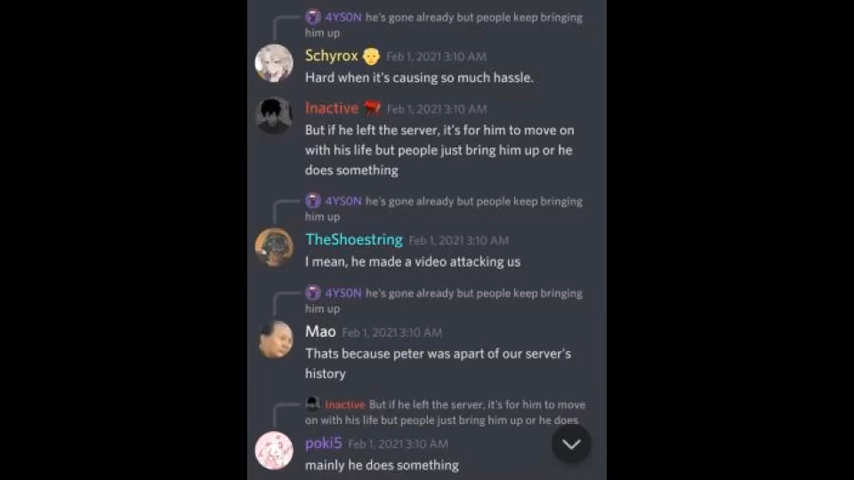 4YSON he's gone already but people keep bringing
him up
Schyrox Feb 1, 2021 3:10 AM
Hard when it's causing so much hassle.
Inactive Feb 1, 2021 3:10 AM
But if he left the server, it's for him to move on
with his life but people just bring him up or he
does something
4YSON he's gone already but people keep bringing
him up
TheShoestring Feb 1, 2021 3:10 AM
I mean, he made a video attacking us
4YSON he's gone already but people keep bringing
him up
Mao Feb 1, 2021 3:10 AM
Thats because peter was apart of our server's
history
Inactive But if he left the server, it's for him to move
on with his life but people just bring him up or he does
poki5 Feb 1, 2021 3:10 AM
mainly he does something